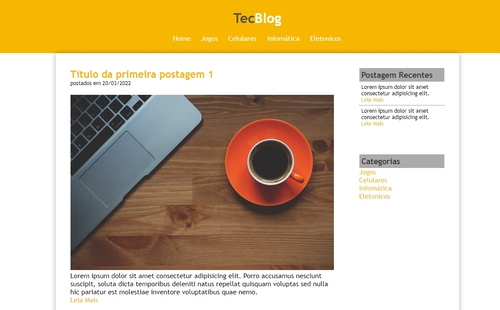 TecBlog
Home Jogos Celulares Infomática Eletonicos
Título da primeira postagem 1
postados em 20/03/2022
Lorem ipsum dolor sit amet consectetur adipisicing elit. Porro accusamus nesciunt
suscipit, soluta dicta temporibus deleniti natus repellat quisquam voluptas sed nulla
hic pariatur est molestiae inventore voluptatibus quae nemo.
Leia Mais
Postagem Recentes
Lorem ipsum dolor sit amet
consectetur adipisicing elit.
Leia Mais
Lorem ipsum dolor sit amet
consectetur adipisicing elit.
Leia Mais
Categorias
Jogos
Celulares
Infomática
Eletonicos